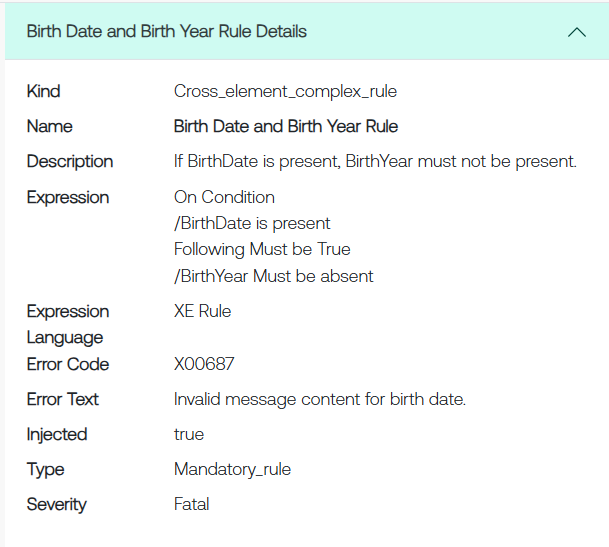 Birth Date and Birth Year Rule Details
Kind Cross_element_complex_rule
Name Birth Date and Birth Year Rule
Description If BirthDate is present, BirthYear must not be present.
Expression On Condition
/BirthDate is present
Following Must be True
/BirthYear Must be absent
Expression XE Rule
Language
Error Code X00687
Error Text Invalid message content for birth date.
Injected true
Type Mandatory_rule
Severity Fatal